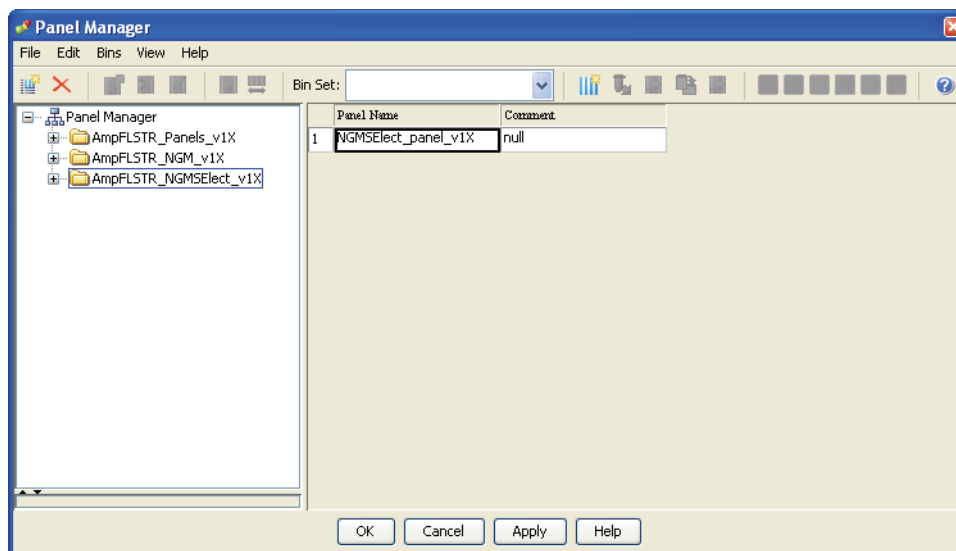 Panel Manager
File Edit Bins View Help
Bin Set:
Panel Manager
AmpFLSTR_Panels_v1X
AmpFLSTR_NGM_v1X
AmpFLSTR_NGMSElect_v1X
Panel Name Comment
1 NGMSElect_panel_v1X null
OK Cancel Apply Help